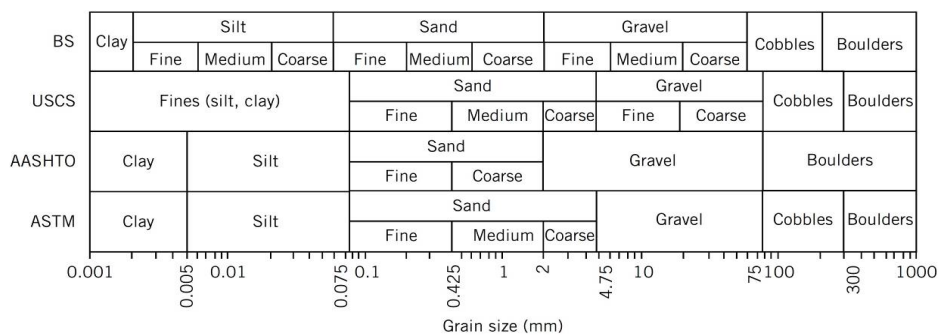 BS Clay Silt Sand Gravel Cobbles Boulders
Fine Medium Coarse Fine Medium Coarse Fine Medium Coarse
USCS Fines (silt, clay) Sand Gravel Cobbles Boulders
Fine Medium Coarse Fine Coarse
AASHTO Clay Silt Sand Gravel Boulders
Fine Coarse
ASTM Clay Silt Sand Gravel Cobbles Boulders
Fine Medium Coarse
0.001 0.005 0.01 0.075 0.1 0.425 1 2 4.75 10 75 100 300 1000
Grain size (mm)